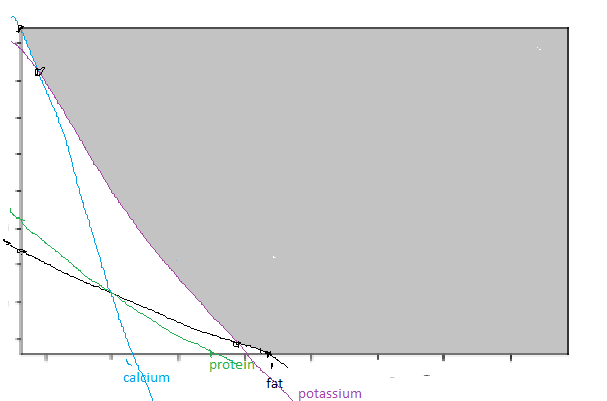 protein
calcium
fat
potassium